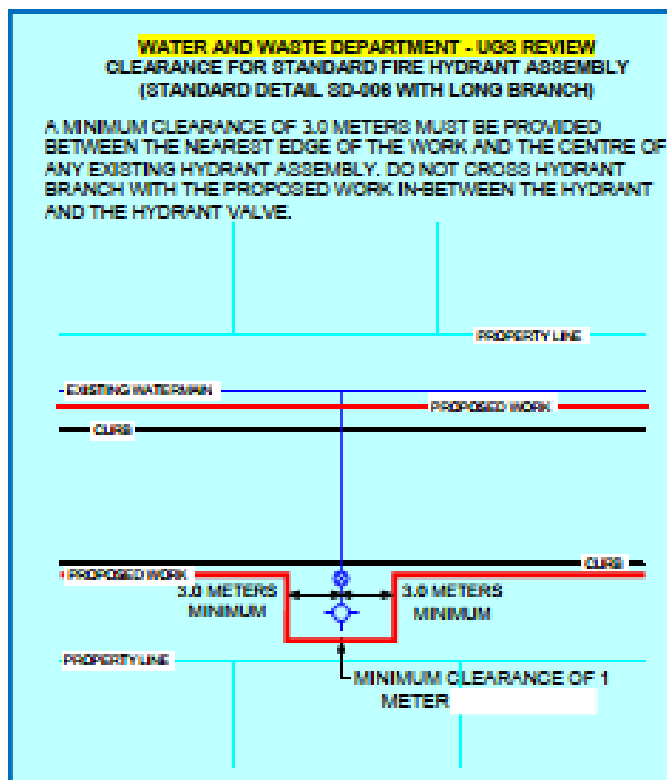 WATER AND WASTE DEPARTMENT - UGS REVIEW
CLEARANCE FOR STANDARD FIRE HYDRANT ASSEMBLY
(STANDARD DETAIL SD-006 WITH LONG BRANCH)
A MINIMUM CLEARANCE OF 3.0 METERS MUST BE PROVIDED
BETWEEN THE NEAREST EDGE OF THE WORK AND THE CENTRE OF
ANY EXISTING HYDRANT ASSEMBLY. DO NOT CROSS HYDRANT
BRANCH WITH THE PROPOSED WORK IN-BETWEEN THE HYDRANT
AND THE HYDRANT VALVE.
PROPERTY LINE
EXISTING WATERMAIN
PROPOSED WORK
CURB
CURB
PROPOSED WORK
3.0 METERS
MINIMUM
3.0 METERS
MINIMUM
PROPERTY LINE
MINIMUM CLEARANCE OF 1
METER